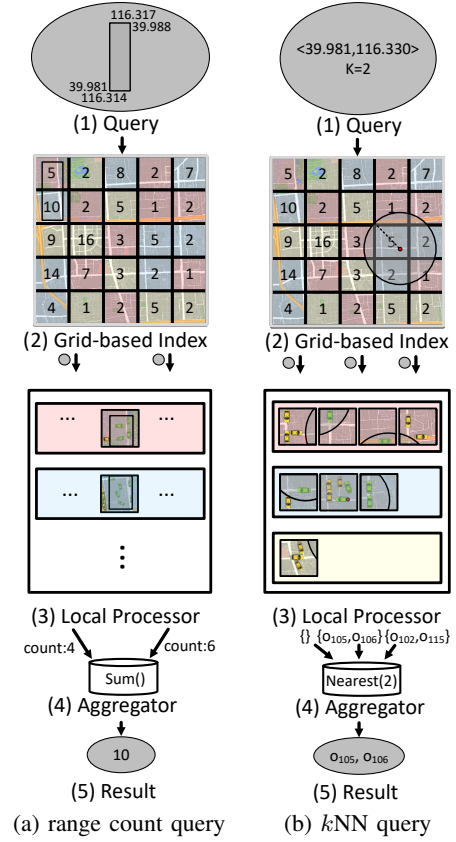 116.317
39.988
39.981
116.314
(1) Query
5 2 8 2 7
10 2 5 1 2
9 16 3 5 2
14 7 3 2 1
4 1 2 5 2
(2) Grid-based Index
... ...
... ...
⋮
(3) Local Processor
count:4 count:6
Sum()
(4) Aggregator
10
(5) Result
(a) range count query
<39.981,116.330>
K=2
(1) Query
5 2 8 2 7
10 2 5 1 2
9 16 3 5 2
14 7 3 2 1
4 1 2 5 2
(2) Grid-based Index
(3) Local Processor
{} {o₁₀₅,o₁₀₆} {o₁₀₂,o₁₁₅}
Nearest(2)
(4) Aggregator
o₁₀₅, o₁₀₆
(5) Result
(b) kNN query